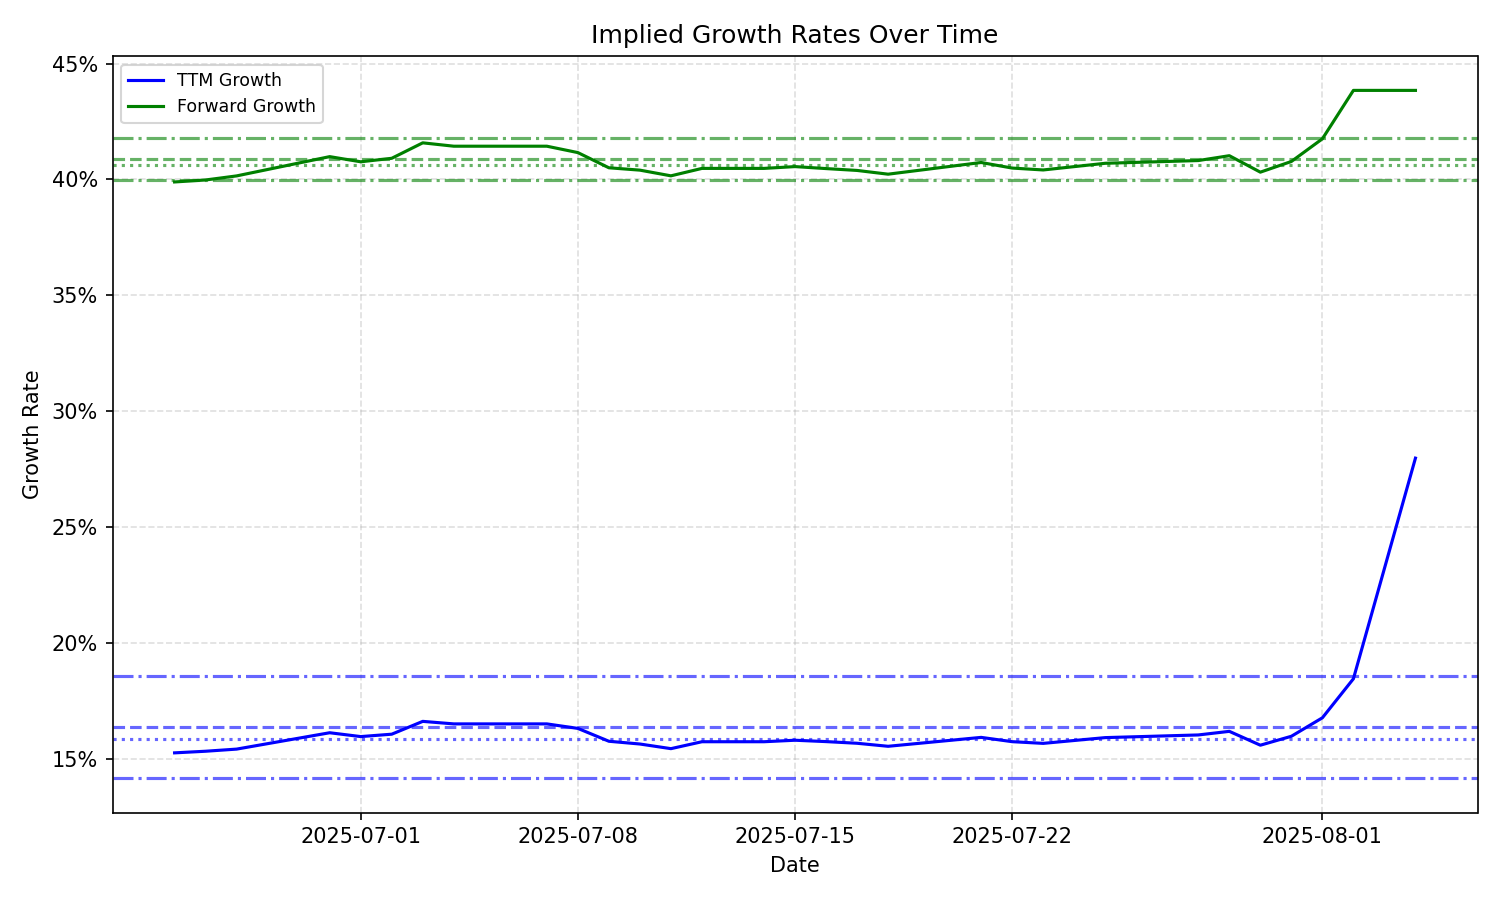 Implied Growth Rates Over Time
TTM Growth
Forward Growth
45%
40%
35%
30%
25%
20%
15%
Growth Rate
2025-07-01
2025-07-08
2025-07-15
2025-07-22
2025-08-01
Date